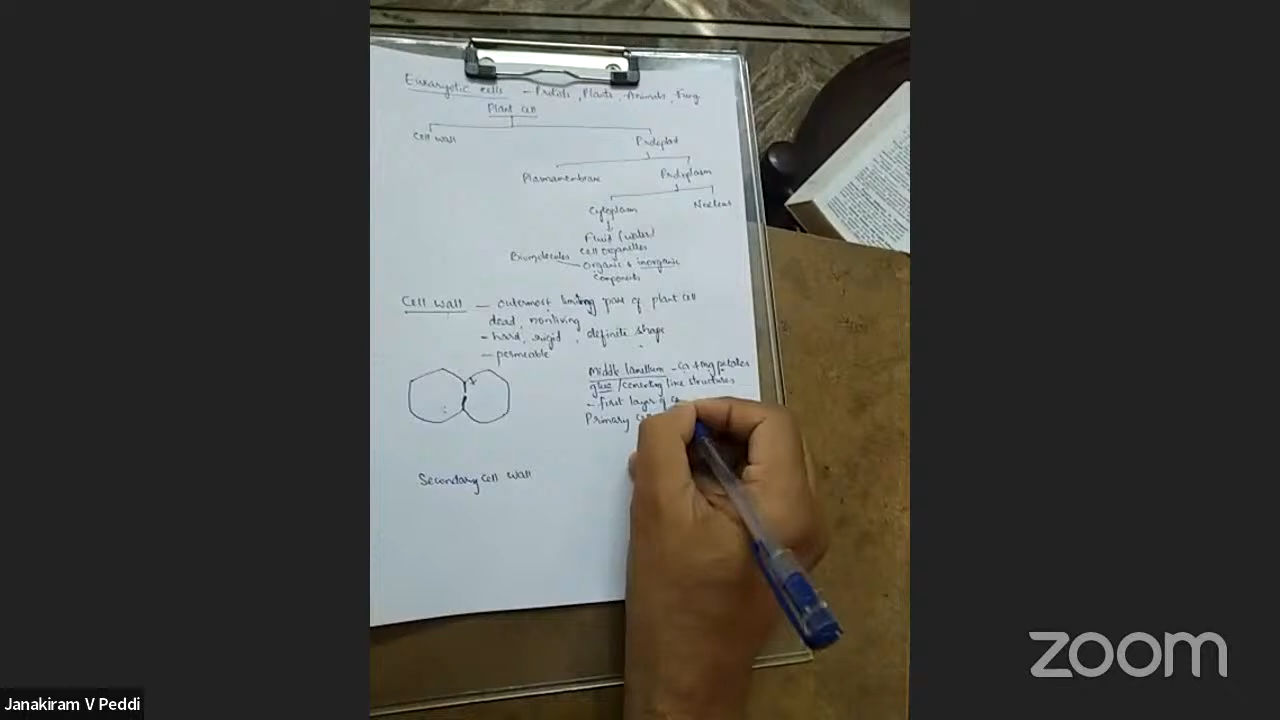 Eukaryotic cells – Protists, Plants, Animals, Fungi
Plant cell
Cell wall
Protoplast
Plasmamembrane
Protoplasm
Cytoplasm
Nucleus
Fluid (water)
cell organelles
Biomolecules
organic & inorganic
components
Cell wall – outermost limiting part of plant cell
dead, nonliving
- hard, rigid, definite shape
- permeable
Middle lamellum – Ca + Mg
glue / cementing like structures
- first layer of
Primary
Secondary cell wall
zoom
Janakiram V Peddi